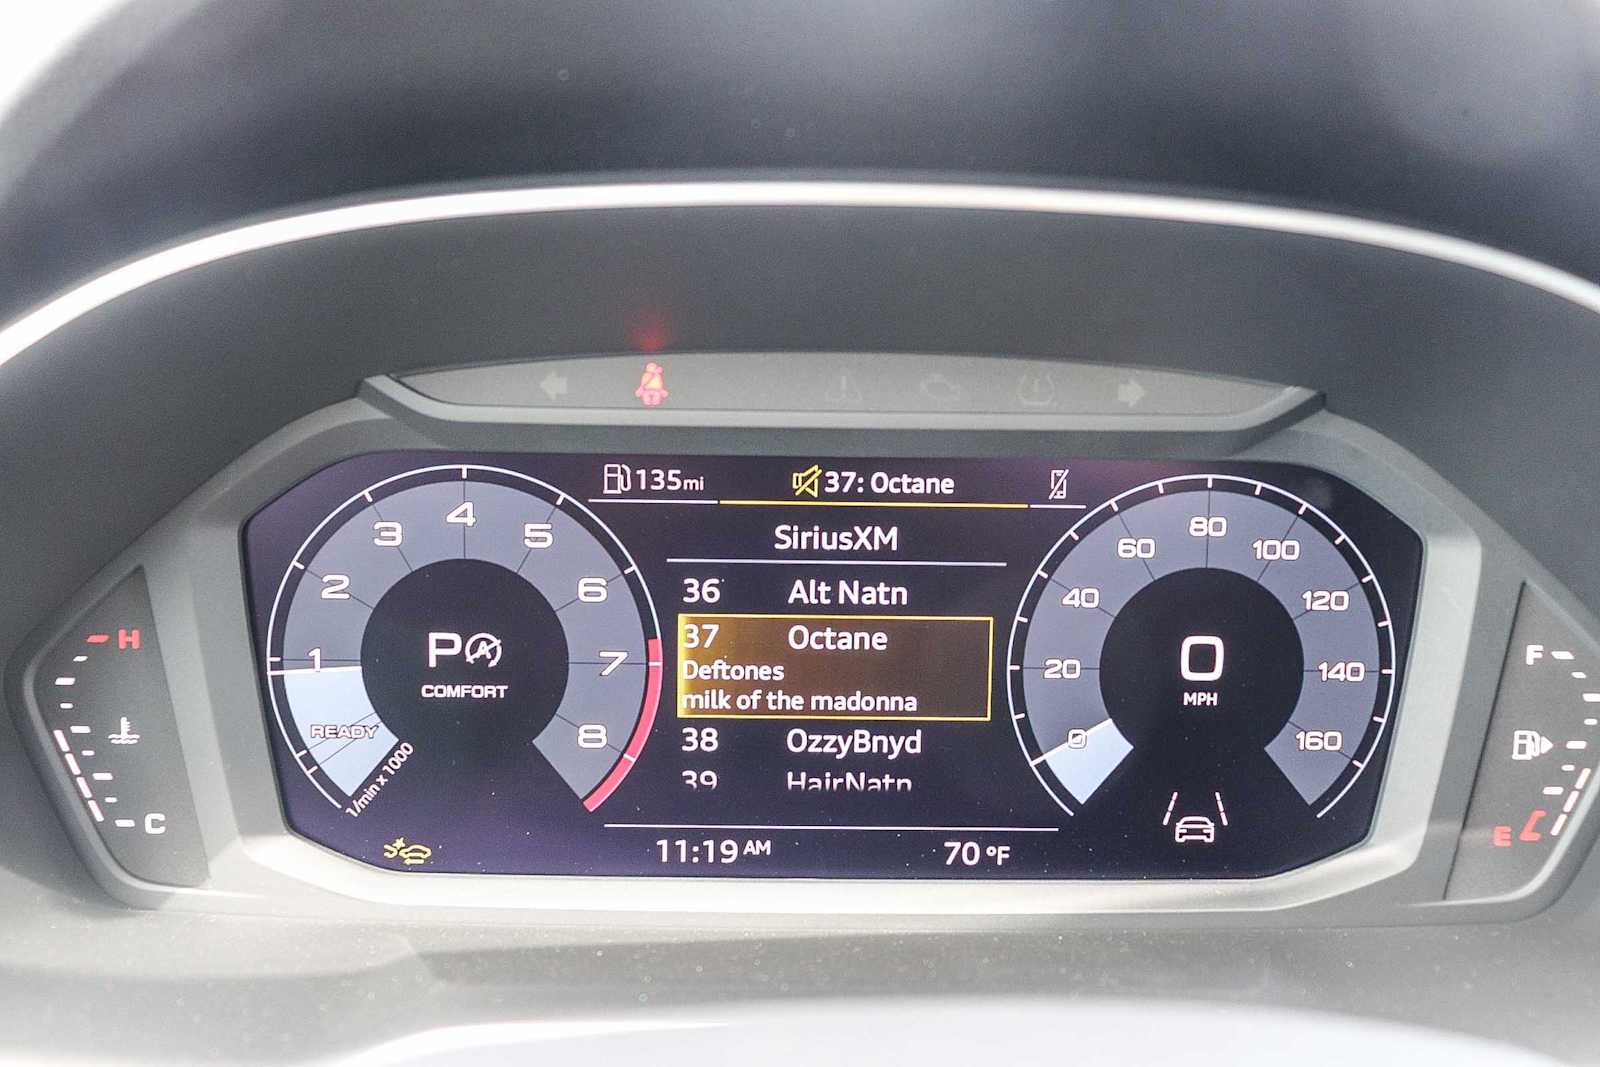 135mi
37: Octane
SiriusXM
36 Alt Natn
37 Octane
Deftones
milk of the madonna
38 OzzyBnyd
39 HairNatn
11:19 AM
70 °F
1
2
3
4
5
6
7
8
READY
1/min x 1000
P A
COMFORT
0
20
40
60
80
100
120
140
160
0
MPH
H
C
F
E